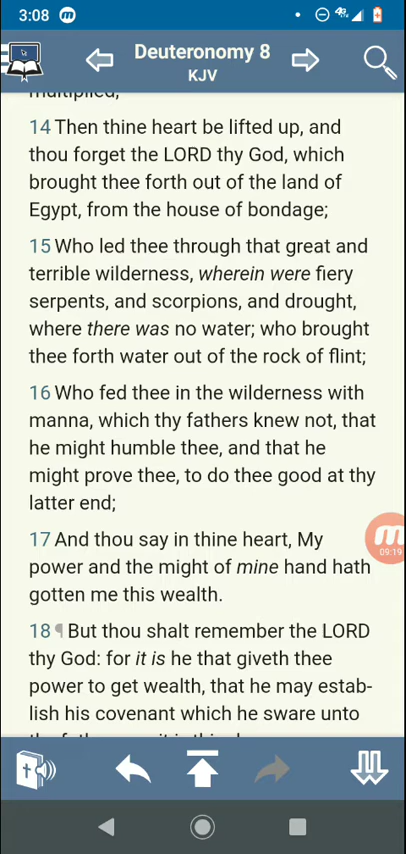 3:08
Deuteronomy 8
KJV
multiplied;
14 Then thine heart be lifted up, and
thou forget the LORD thy God, which
brought thee forth out of the land of
Egypt, from the house of bondage;
15 Who led thee through that great and
terrible wilderness, wherein were fiery
serpents, and scorpions, and drought,
where there was no water; who brought
thee forth water out of the rock of flint;
16 Who fed thee in the wilderness with
manna, which thy fathers knew not, that
he might humble thee, and that he
might prove thee, to do thee good at thy
latter end;
17 And thou say in thine heart, My
power and the might of mine hand hath
gotten me this wealth.
09:19
18 ¶ But thou shalt remember the LORD
thy God: for it is he that giveth thee
power to get wealth, that he may estab-
lish his covenant which he sware unto